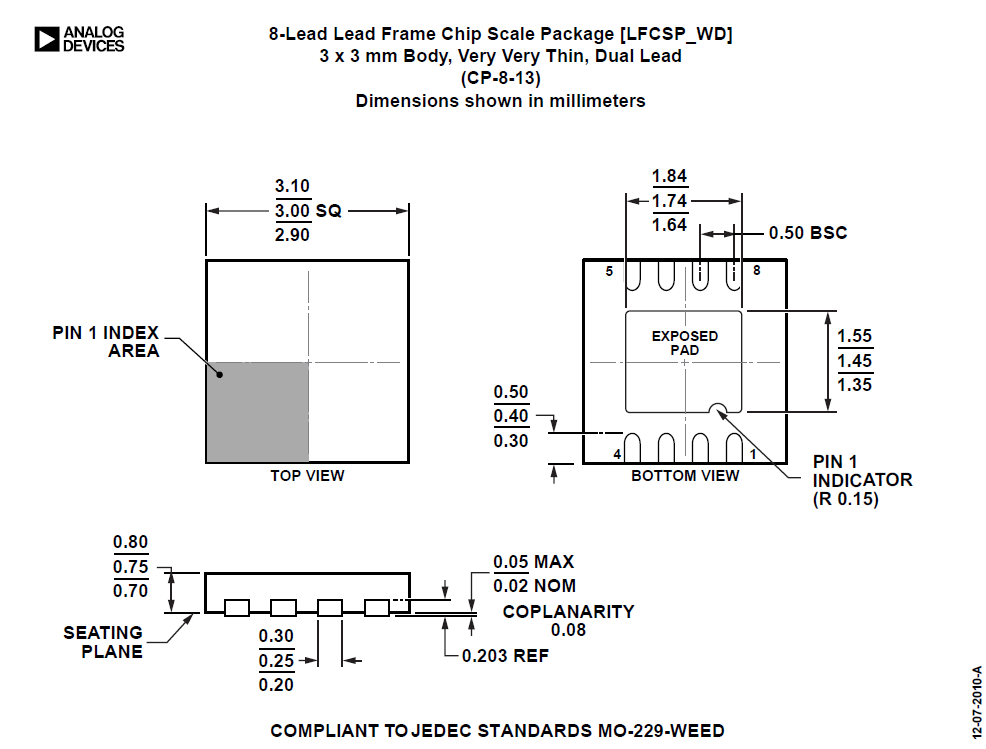 ANALOG
DEVICES
8-Lead Lead Frame Chip Scale Package [LFCSP_WD]
3 x 3 mm Body, Very Very Thin, Dual Lead
(CP-8-13)
Dimensions shown in millimeters
3.10
3.00 SQ
2.90
PIN 1 INDEX
AREA
TOP VIEW
1.84
1.74
1.64
0.50 BSC
5
8
EXPOSED
PAD
1.55
1.45
1.35
0.50
0.40
0.30
4
1
BOTTOM VIEW
PIN 1
INDICATOR
(R 0.15)
0.80
0.75
0.70
SEATING
PLANE
0.30
0.25
0.20
0.05 MAX
0.02 NOM
COPLANARITY
0.08
0.203 REF
COMPLIANT TO JEDEC STANDARDS MO-229-WEED
12-07-2010-A